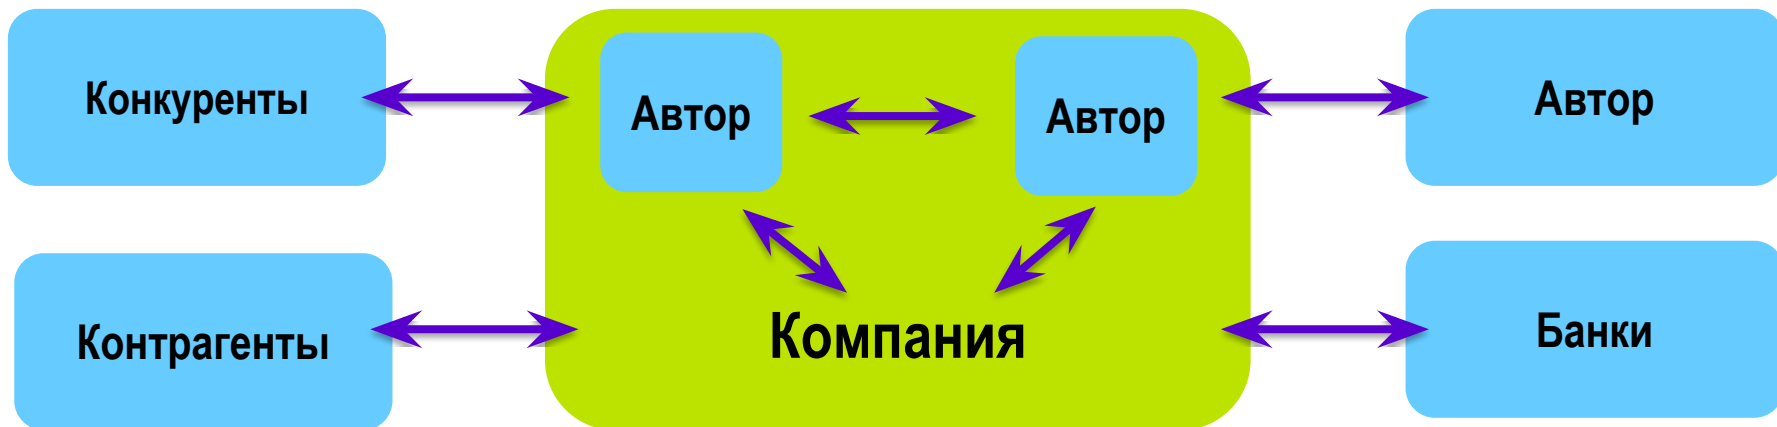 Конкуренты
Автор
Автор
Автор
Контрагенты
Компания
Банки